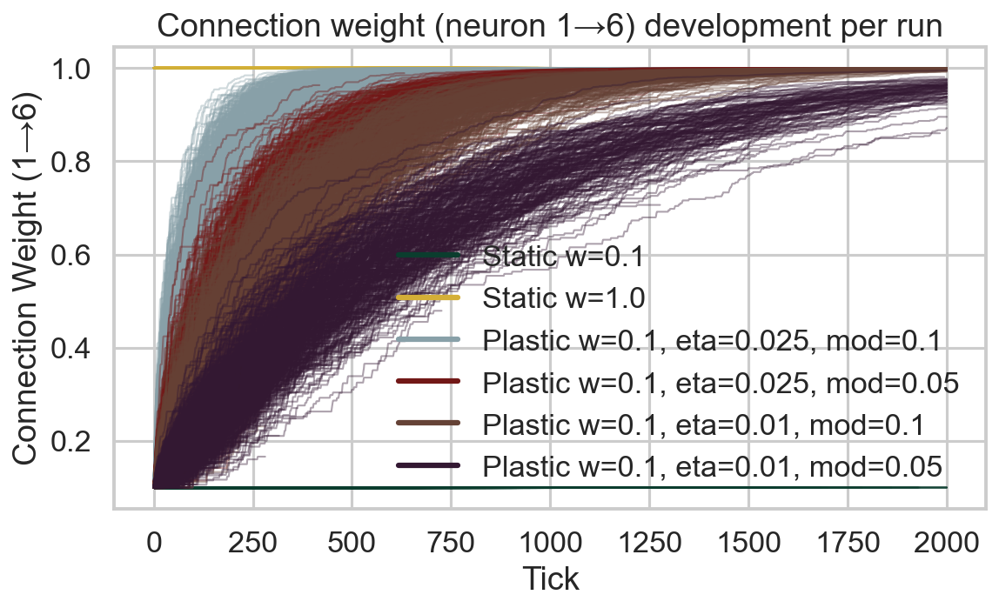 Connection weight (neuron 1→6) development per run
Connection Weight (1→6)
1.0
0.8
0.6
0.4
0.2
Static w=0.1
Static w=1.0
Plastic w=0.1, eta=0.025, mod=0.1
Plastic w=0.1, eta=0.025, mod=0.05
Plastic w=0.1, eta=0.01, mod=0.1
Plastic w=0.1, eta=0.01, mod=0.05
0 250 500 750 1000 1250 1500 1750 2000
Tick